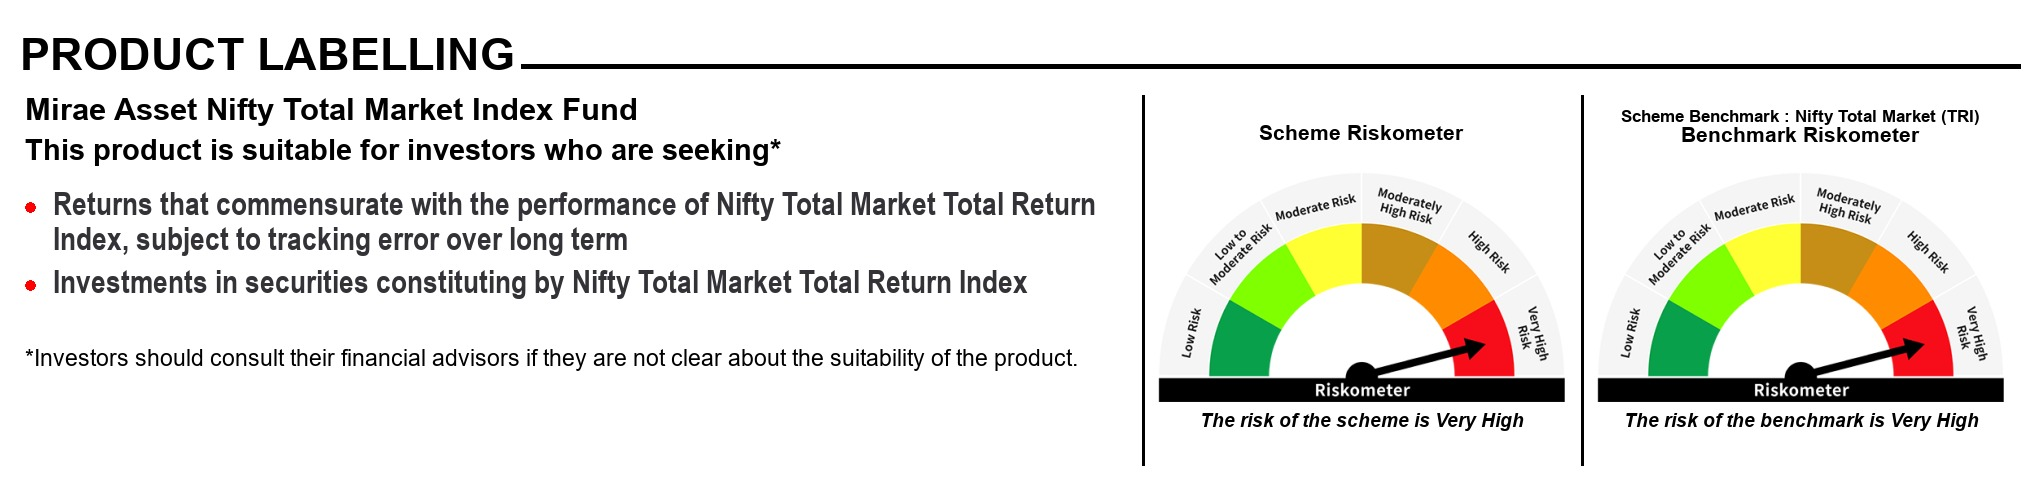 PRODUCT LABELLING
Mirae Asset Nifty Total Market Index Fund
This product is suitable for investors who are seeking*
Returns that commensurate with the performance of Nifty Total Market Total Return
Index, subject to tracking error over long term
Investments in securities constituting by Nifty Total Market Total Return Index
*Investors should consult their financial advisors if they are not clear about the suitability of the product.
Scheme Riskometer
Low Risk
Low to
Moderate Risk
Moderate Risk
Moderately
High Risk
High Risk
Very High
Risk
Riskometer
The risk of the scheme is Very High
Scheme Benchmark : Nifty Total Market (TRI)
Benchmark Riskometer
Low Risk
Low to
Moderate Risk
Moderate Risk
Moderately
High Risk
High Risk
Very High
Risk
Riskometer
The risk of the benchmark is Very High